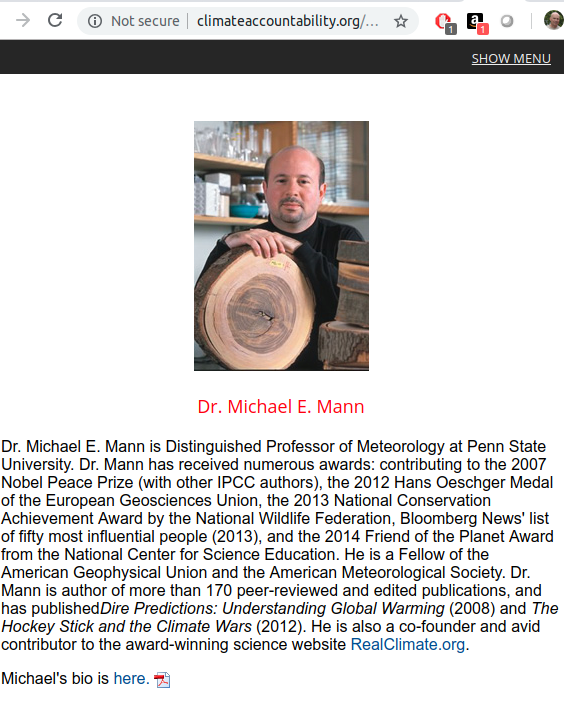 Not secure | climateaccountability.org/...
1
a
1
SHOW MENU
Dr. Michael E. Mann
Dr. Michael E. Mann is Distinguished Professor of Meteorology at Penn State
University. Dr. Mann has received numerous awards: contributing to the 2007
Nobel Peace Prize (with other IPCC authors), the 2012 Hans Oeschger Medal
of the European Geosciences Union, the 2013 National Conservation
Achievement Award by the National Wildlife Federation, Bloomberg News' list
of fifty most influential people (2013), and the 2014 Friend of the Planet Award
from the National Center for Science Education. He is a Fellow of the
American Geophysical Union and the American Meteorological Society. Dr.
Mann is author of more than 170 peer-reviewed and edited publications, and
has publishedDire Predictions: Understanding Global Warming (2008) and The
Hockey Stick and the Climate Wars (2012). He is also a co-founder and avid
contributor to the award-winning science website RealClimate.org.
Michael's bio is here.